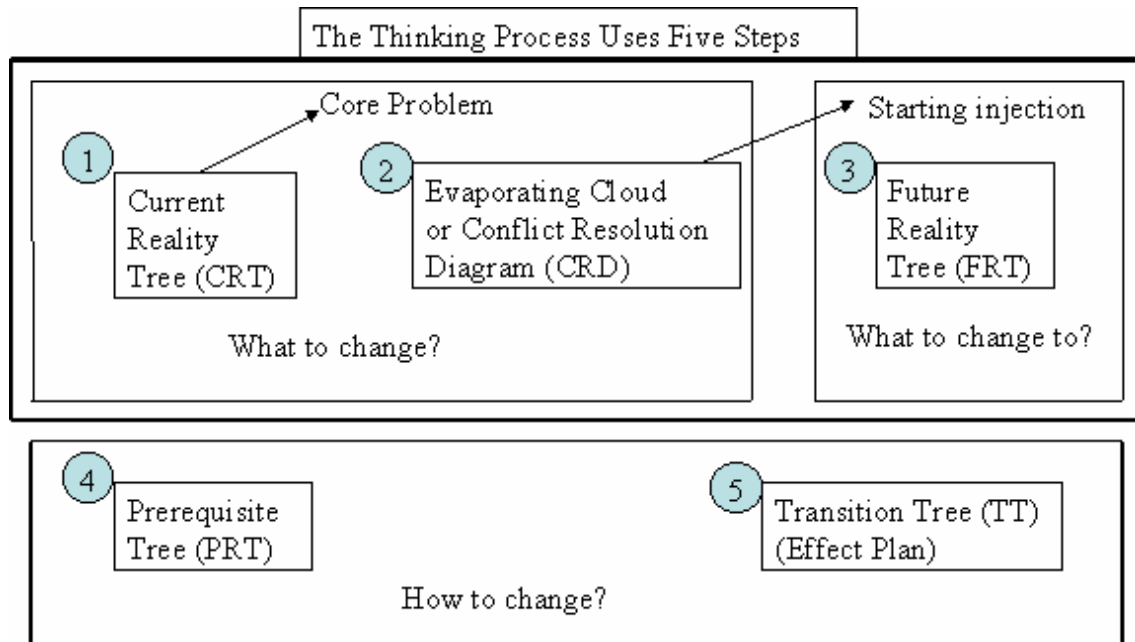 The Thinking Process Uses Five Steps
Core Problem
1
Current
Reality
Tree (CRT)
2
Evaporating Cloud
or Conflict Resolution
Diagram (CRD)
What to change?
Starting injection
3
Future
Reality
Tree (FRT)
What to change to?
4
Prerequisite
Tree (PRT)
5
Transition Tree (TT)
(Effect Plan)
How to change?